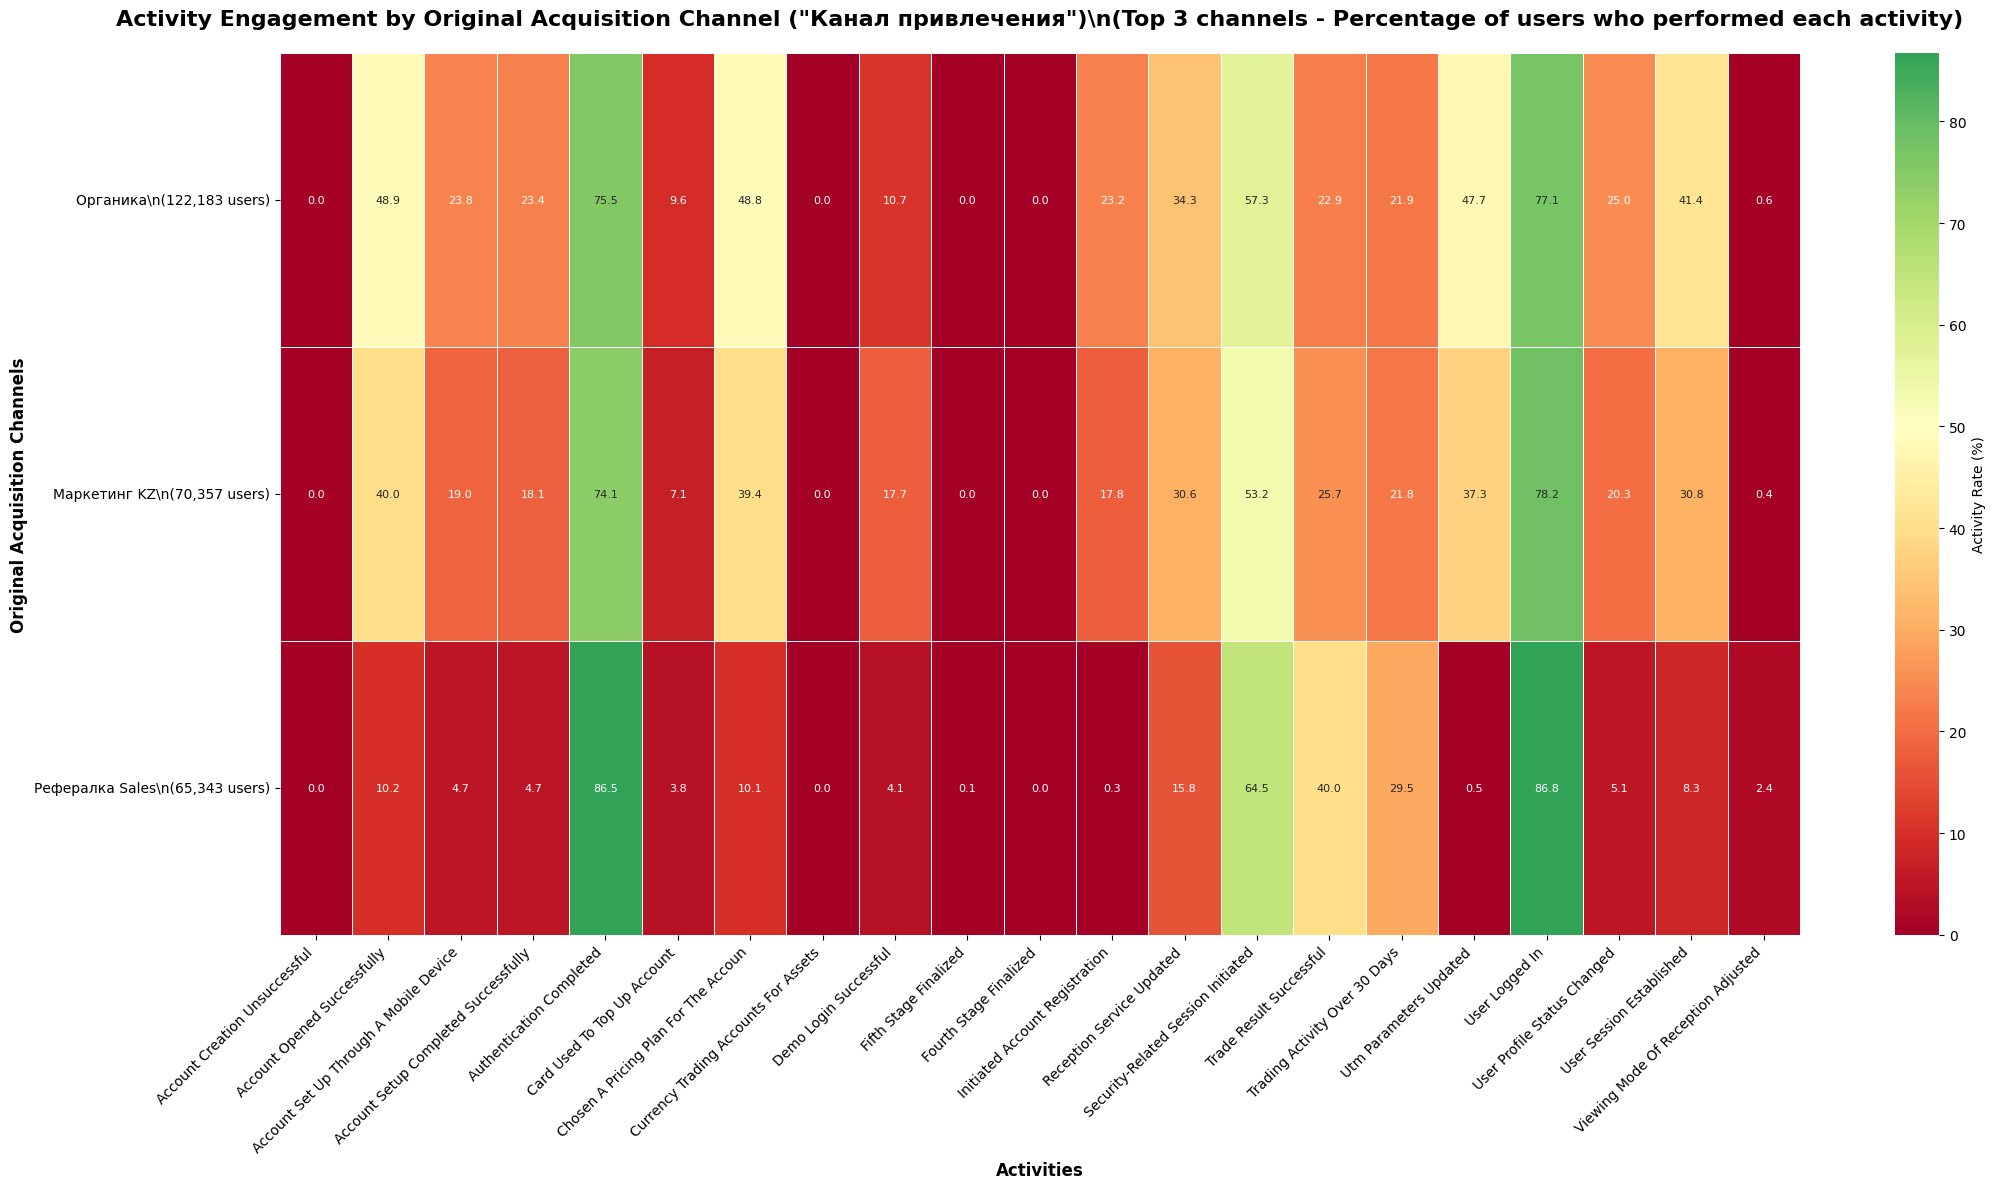 Activity Engagement by Original Acquisition Channel ("Канал привлечения")\n(Top 3 channels - Percentage of users who performed each activity)
Original Acquisition Channels
Органика\n(122,183 users)
0.0 48.9 23.8 23.4 75.5 9.6 48.8 0.0 10.7 0.0 0.0 23.2 34.3 57.3 22.9 21.9 47.7 77.1 25.0 41.4 0.6
Маркетинг KZ\n(70,357 users)
0.0 40.0 19.0 18.1 74.1 7.1 39.4 0.0 17.7 0.0 0.0 17.8 30.6 53.2 25.7 21.8 37.3 78.2 20.3 30.8 0.4
Рефералка Sales\n(65,343 users)
0.0 10.2 4.7 4.7 86.5 3.8 10.1 0.0 4.1 0.1 0.0 0.3 15.8 64.5 40.0 29.5 0.5 86.8 5.1 8.3 2.4
Account Creation Unsuccessful
Account Opened Successfully
Account Set Up Through A Mobile Device
Account Setup Completed Successfully
Authentication Completed
Card Used To Top Up Account
Chosen A Pricing Plan For The Accoun
Currency Trading Accounts For Assets
Demo Login Successful
Fifth Stage Finalized
Fourth Stage Finalized
Initiated Account Registration
Reception Service Updated
Security-Related Session Initiated
Trade Result Successful
Trading Activity Over 30 Days
Utm Parameters Updated
User Logged In
User Profile Status Changed
User Session Established
Viewing Mode Of Reception Adjusted
Activities
80
70
60
50
40
30
20
10
0
Activity Rate (%)